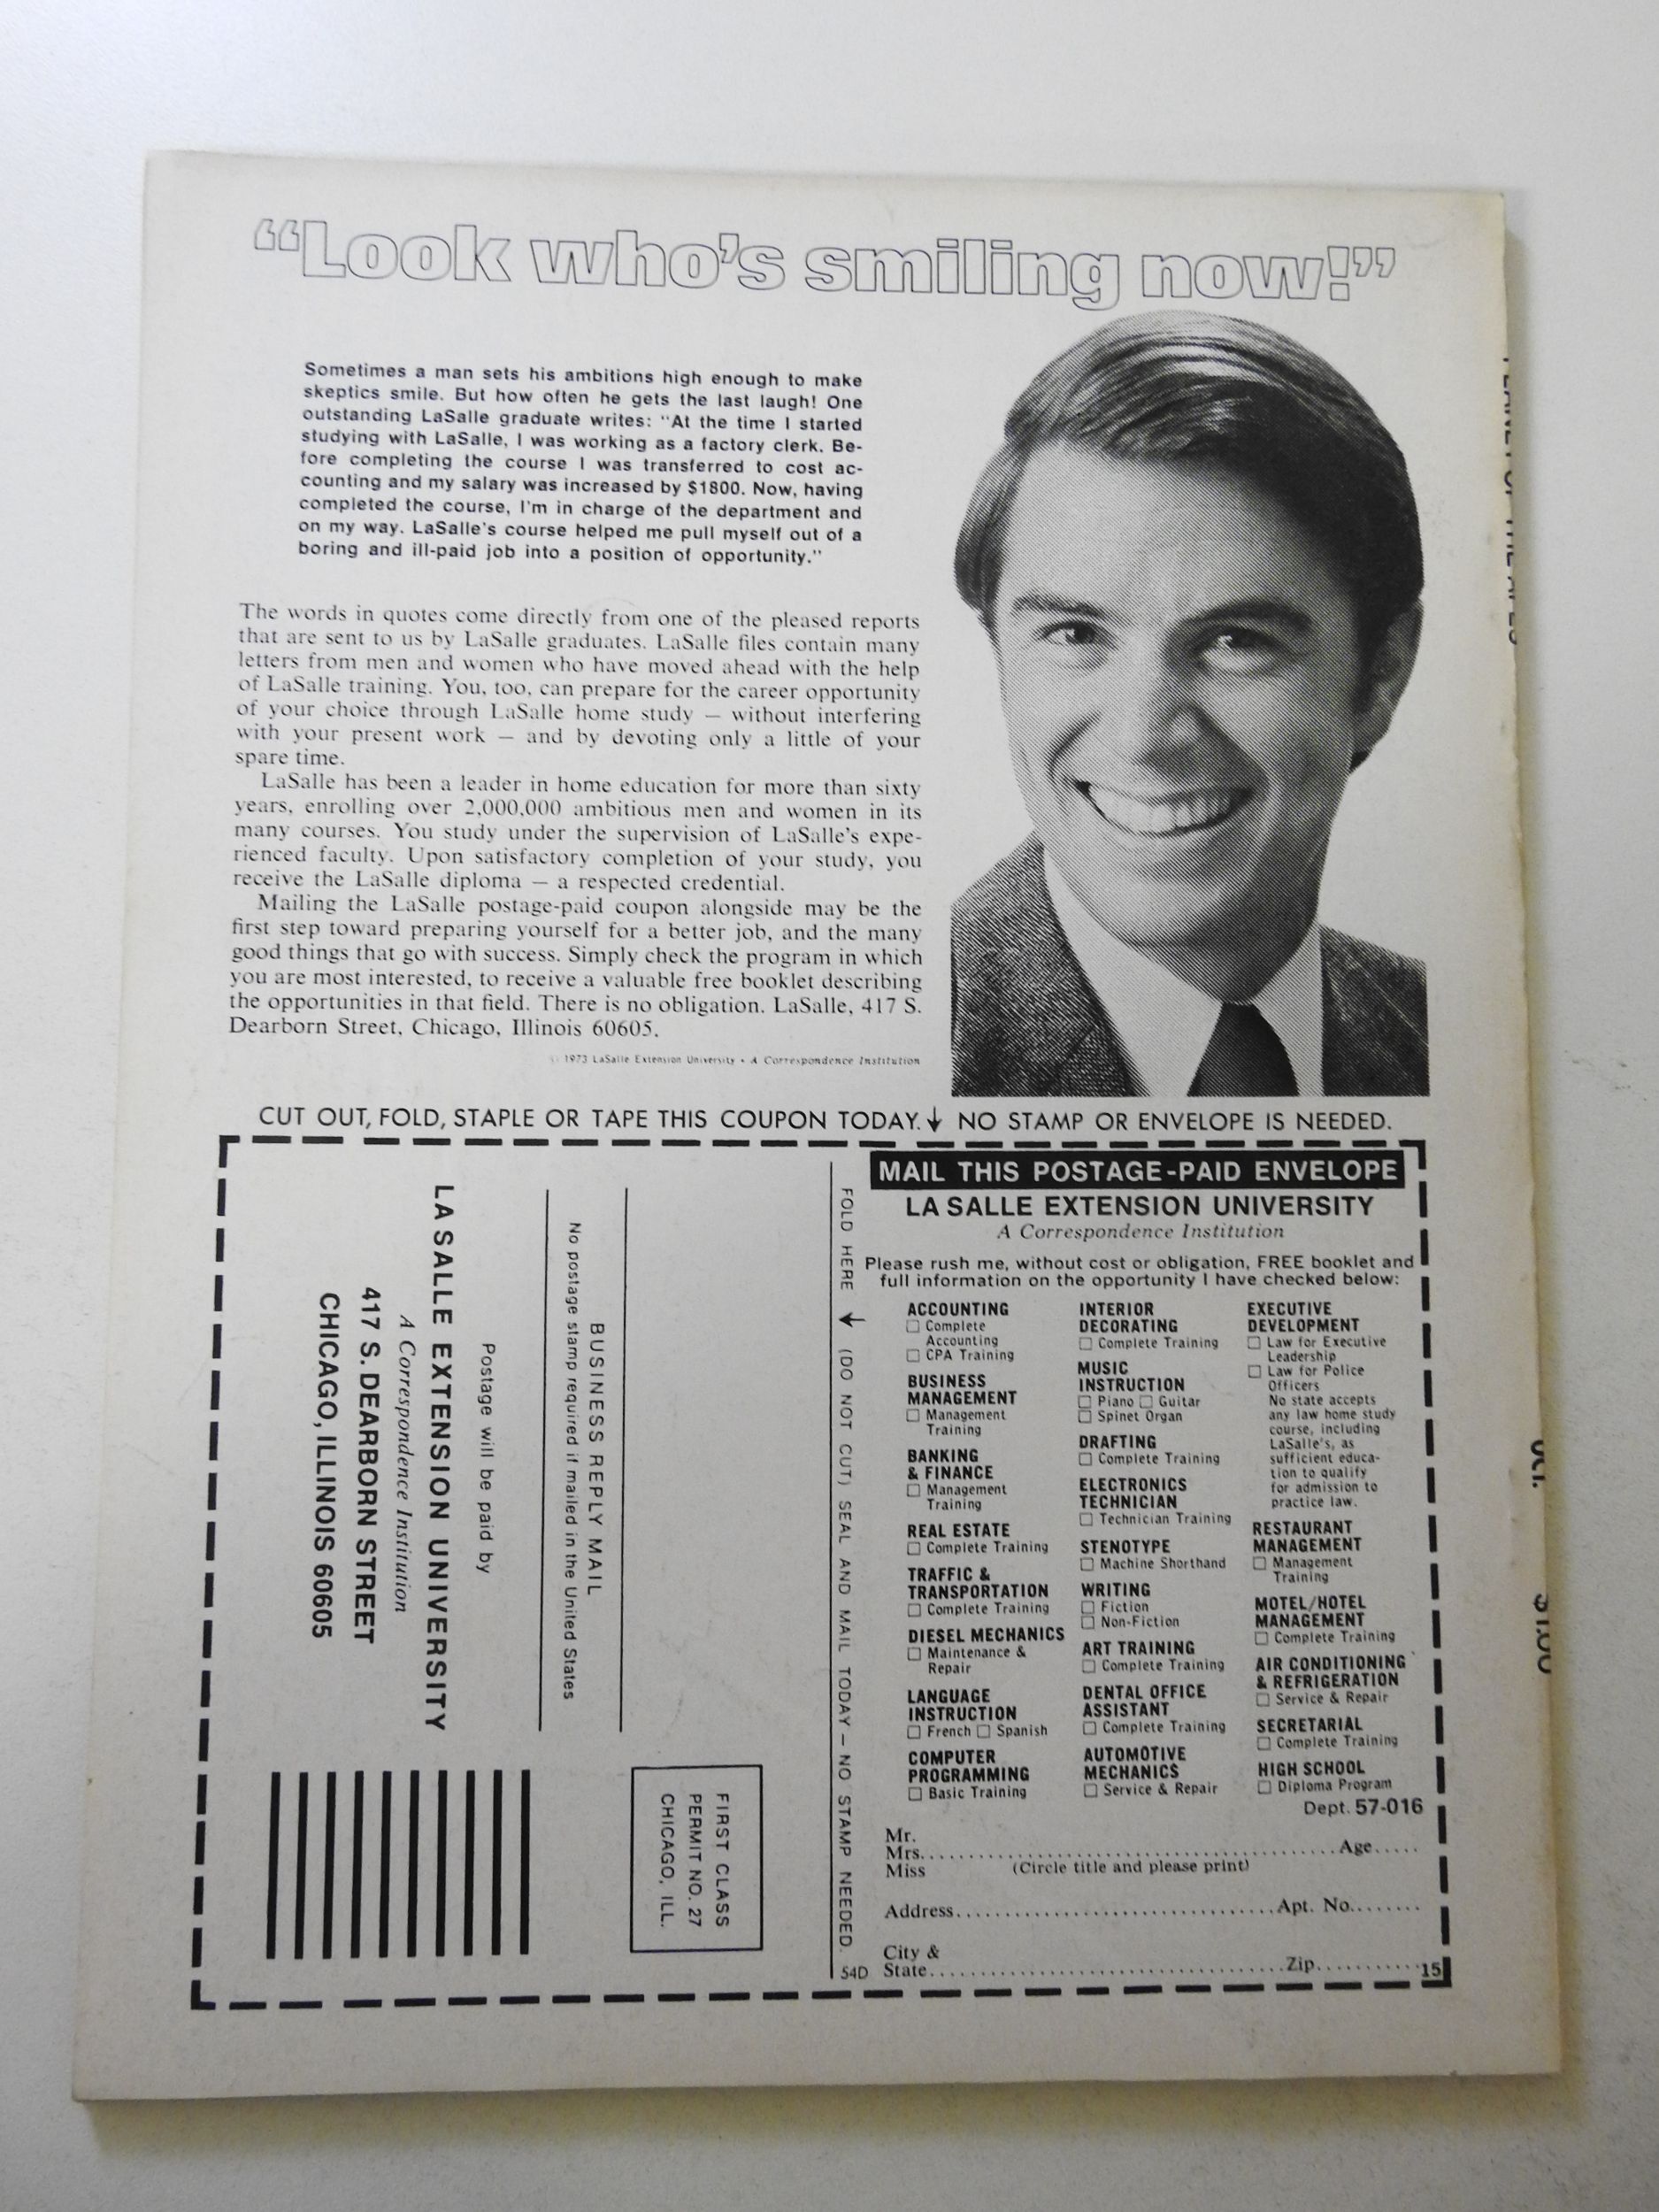 “Look who's smiling now!”
Sometimes a man sets his ambitions high enough to make
skeptics smile. But how often he gets the last laugh! One
outstanding LaSalle graduate writes: "At the time I started
studying with LaSalle, I was working as a factory clerk. Be-
fore completing the course I was transferred to cost ac-
counting and my salary was increased by $1800. Now, having
completed the course, I'm in charge of the department and
on my way. LaSalle's course helped me pull myself out of a
boring and ill-paid job into a position of opportunity."
The words in quotes come directly from one of the pleased reports
that are sent to us by LaSalle graduates. LaSalle files contain many
letters from men and women who have moved ahead with the help
of LaSalle training. You, too, can prepare for the career opportunity
of your choice through LaSalle home study — without interfering
with your present work — and by devoting only a little of your
spare time.
LaSalle has been a leader in home education for more than sixty
years, enrolling over 2,000,000 ambitious men and women in its
many courses. You study under the supervision of LaSalle's expe-
rienced faculty. Upon satisfactory completion of your study, you
receive the LaSalle diploma — a respected credential.
Mailing the LaSalle postage-paid coupon alongside may be the
first step toward preparing yourself for a better job, and the many
good things that go with success. Simply check the program in which
you are most interested, to receive a valuable free booklet describing
the opportunities in that field. There is no obligation. LaSalle, 417 S.
Dearborn Street, Chicago, Illinois 60605.
© 1973 LaSalle Extension University • A Correspondence Institution
CUT OUT, FOLD, STAPLE OR TAPE THIS COUPON TODAY. ↓ NO STAMP OR ENVELOPE IS NEEDED.
FIRST CLASS
PERMIT NO. 27
CHICAGO, ILL.
BUSINESS REPLY MAIL
No postage stamp required if mailed in the United States
Postage will be paid by
LA SALLE EXTENSION UNIVERSITY
A Correspondence Institution
417 S. DEARBORN STREET
CHICAGO, ILLINOIS 60605
FOLD HERE ↓ (DO NOT CUT) SEAL AND MAIL TODAY — NO STAMP NEEDED.
54D
MAIL THIS POSTAGE-PAID ENVELOPE
LA SALLE EXTENSION UNIVERSITY
A Correspondence Institution
Please rush me, without cost or obligation, FREE booklet and
full information on the opportunity I have checked below:
ACCOUNTING
☐ Complete
Accounting
☐ CPA Training
BUSINESS
MANAGEMENT
☐ Management
Training
BANKING
& FINANCE
☐ Management
Training
REAL ESTATE
☐ Complete Training
TRAFFIC &
TRANSPORTATION
☐ Complete Training
DIESEL MECHANICS
☐ Maintenance &
Repair
LANGUAGE
INSTRUCTION
☐ French ☐ Spanish
COMPUTER
PROGRAMMING
☐ Basic Training
INTERIOR
DECORATING
☐ Complete Training
MUSIC
INSTRUCTION
☐ Piano ☐ Guitar
☐ Spinet Organ
DRAFTING
☐ Complete Training
ELECTRONICS
TECHNICIAN
☐ Technician Training
STENOTYPE
☐ Machine Shorthand
WRITING
☐ Fiction
☐ Non-Fiction
ART TRAINING
☐ Complete Training
DENTAL OFFICE
ASSISTANT
☐ Complete Training
AUTOMOTIVE
MECHANICS
☐ Service & Repair
EXECUTIVE
DEVELOPMENT
☐ Law for Executive
Leadership
☐ Law for Police
Officers
No state accepts
any law home study
course, including
LaSalle's, as
sufficient educa-
tion to qualify
for admission to
practice law.
RESTAURANT
MANAGEMENT
☐ Management
Training
MOTEL/HOTEL
MANAGEMENT
☐ Complete Training
AIR CONDITIONING
& REFRIGERATION
☐ Service & Repair
SECRETARIAL
☐ Complete Training
HIGH SCHOOL
☐ Diploma Program
Dept. 57-016
Mr.
Mrs. Age
Miss (Circle title and please print)
Address Apt. No.
City &
State Zip 15
$1.00